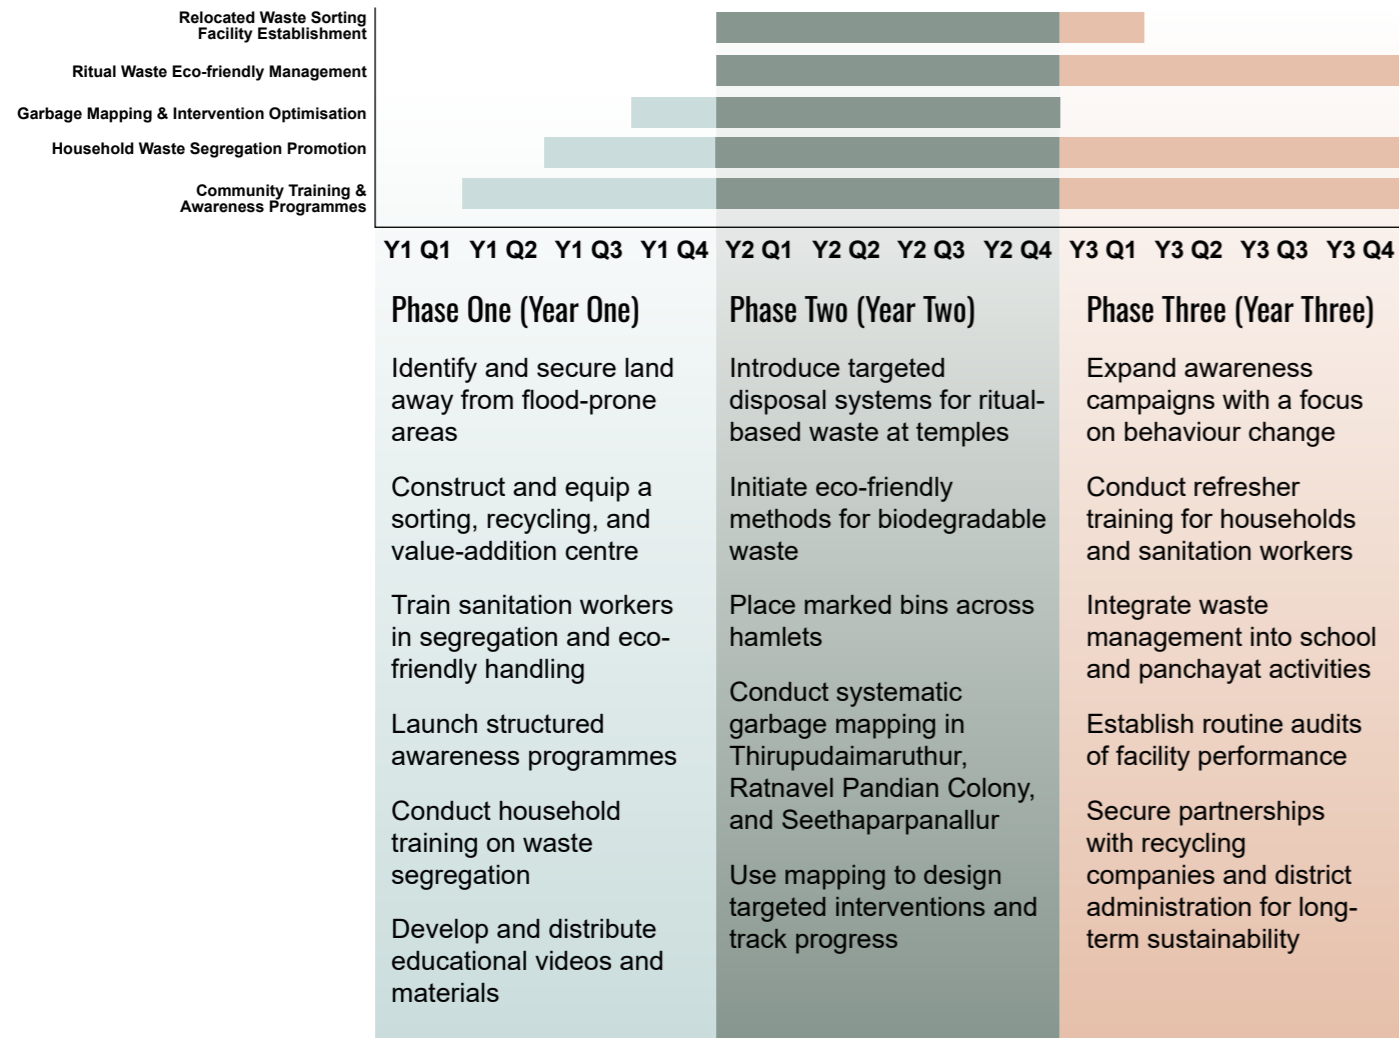 Relocated Waste Sorting
Facility Establishment
Ritual Waste Eco-friendly Management
Garbage Mapping & Intervention Optimisation
Household Waste Segregation Promotion
Community Training &
Awareness Programmes
Y1 Q1 Y1 Q2 Y1 Q3 Y1 Q4 Y2 Q1 Y2 Q2 Y2 Q3 Y2 Q4 Y3 Q1 Y3 Q2 Y3 Q3 Y3 Q4
Phase One (Year One)
Identify and secure land
away from flood-prone
areas
Construct and equip a
sorting, recycling, and
value-addition centre
Train sanitation workers
in segregation and eco-
friendly handling
Launch structured
awareness programmes
Conduct household
training on waste
segregation
Develop and distribute
educational videos and
materials
Phase Two (Year Two)
Introduce targeted
disposal systems for ritual-
based waste at temples
Initiate eco-friendly
methods for biodegradable
waste
Place marked bins across
hamlets
Conduct systematic
garbage mapping in
Thirupudaimaruthur,
Ratnavel Pandian Colony,
and Seethaparpanallur
Use mapping to design
targeted interventions and
track progress
Phase Three (Year Three)
Expand awareness
campaigns with a focus
on behaviour change
Conduct refresher
training for households
and sanitation workers
Integrate waste
management into school
and panchayat activities
Establish routine audits
of facility performance
Secure partnerships
with recycling
companies and district
administration for long-
term sustainability